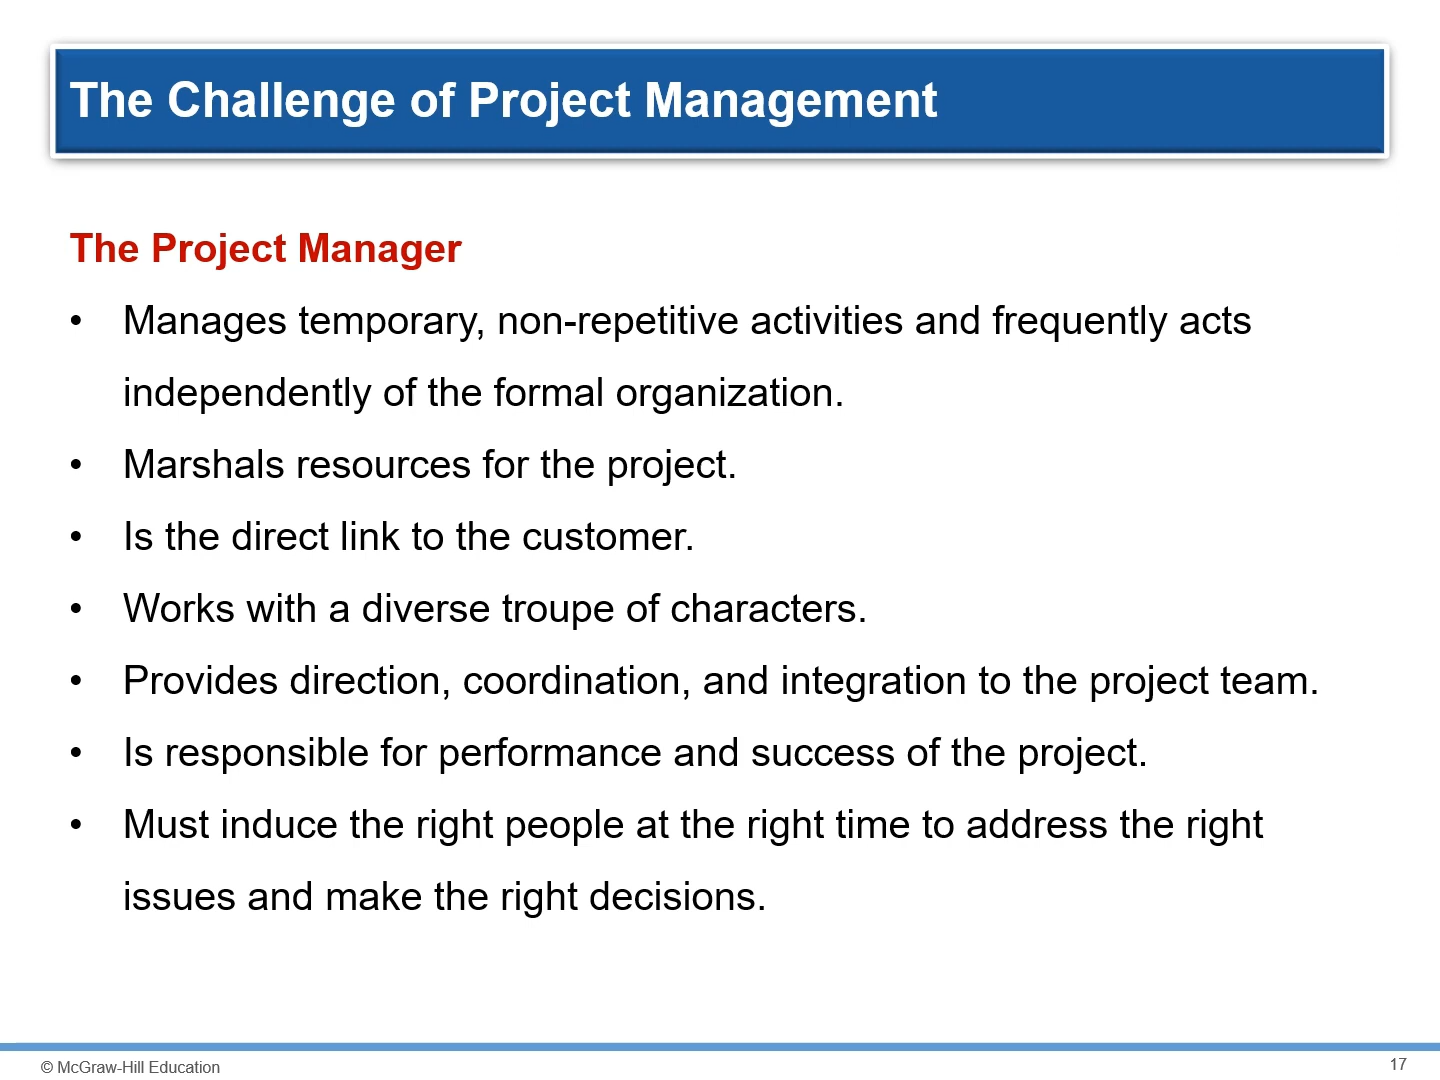 The Challenge of Project Management
The Project Manager
• Manages temporary, non-repetitive activities and frequently acts
independently of the formal organization.
• Marshals resources for the project.
• Is the direct link to the customer.
• Works with a diverse troupe of characters.
• Provides direction, coordination, and integration to the project team.
• Is responsible for performance and success of the project.
• Must induce the right people at the right time to address the right
issues and make the right decisions.
© McGraw-Hill Education
17